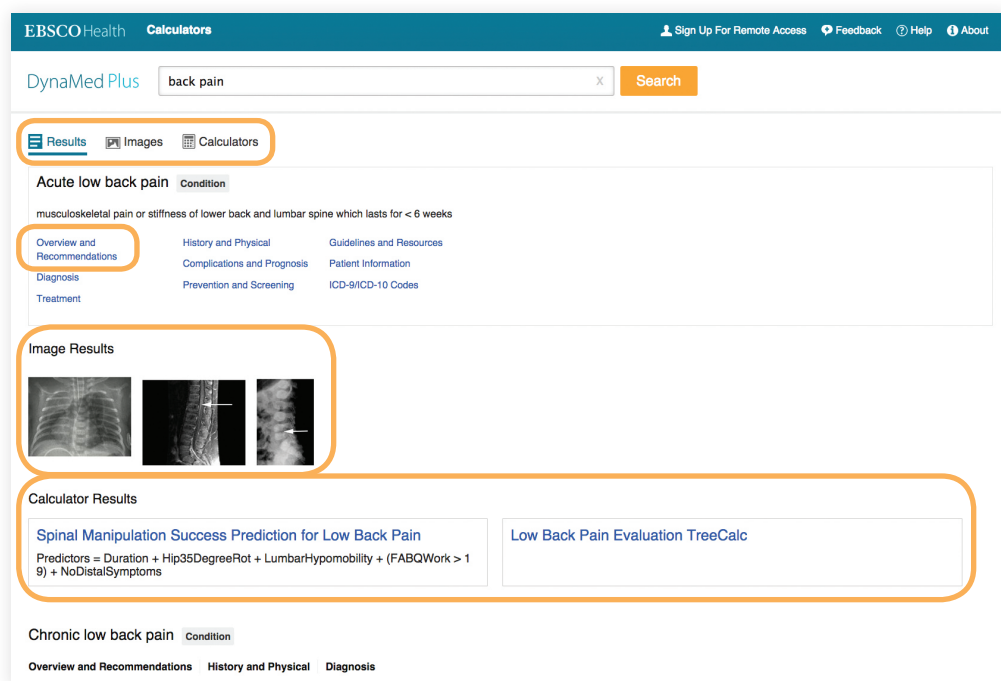 EBSCO Health Calculators Sign Up For Remote Access Feedback Help About
DynaMed Plus back pain x Search
Results Images Calculators
Acute low back pain Condition
musculoskeletal pain or stiffness of lower back and lumbar spine which lasts for < 6 weeks
Overview and
Recommendations
Diagnosis
Treatment
History and Physical
Complications and Prognosis
Prevention and Screening
Guidelines and Resources
Patient Information
ICD-9/ICD-10 Codes
Image Results
Calculator Results
Spinal Manipulation Success Prediction for Low Back Pain
Predictors = Duration + Hip35DegreeRot + LumbarHypomobility + (FABQWork > 1
9) + NoDistalSymptoms
Low Back Pain Evaluation TreeCalc
Chronic low back pain Condition
Overview and Recommendations History and Physical Diagnosis